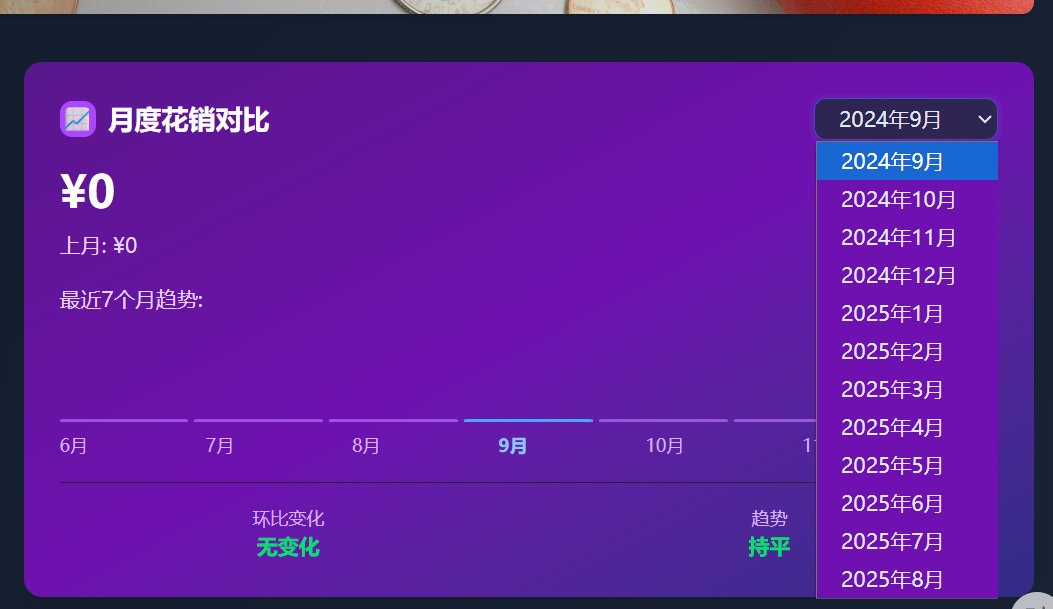 月度花销对比
2024年9月
¥0
上月: ¥0
最近7个月趋势:
6月
7月
8月
9月
10月
环比变化
趋势
无变化
持平
2024年9月
2024年10月
2024年11月
2024年12月
2025年1月
2025年2月
2025年3月
2025年4月
2025年5月
2025年6月
2025年7月
2025年8月